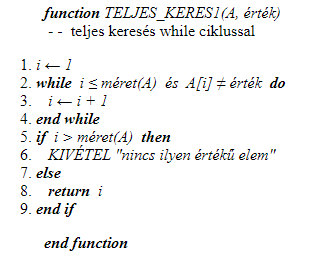 function TELJES_KERES1(A, érték)
- - teljes keresés while ciklussal
1. i ← 1
2. while i ≤ méret(A) és A[i] ≠ érték do
3. i ← i + 1
4. end while
5. if i > méret(A) then
6. KIVÉTEL "nincs ilyen értékű elem"
7. else
8. return i
9. end if
end function